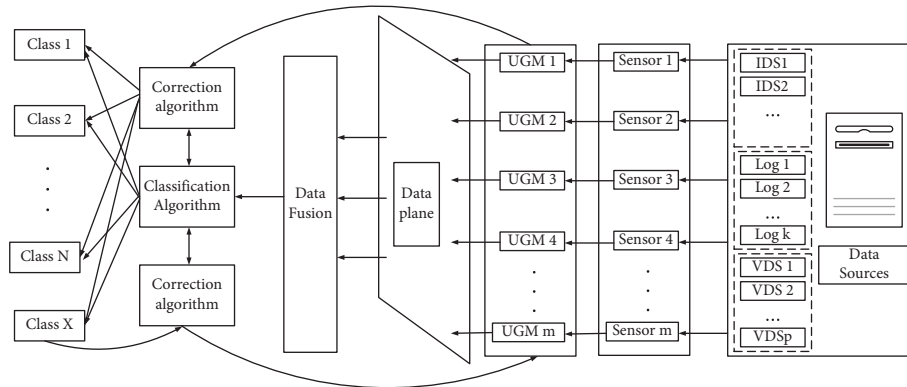 Class 1
Class 2
.
.
.
Class N
Class X
Correction
algorithm
Classification
Algorithm
Correction
algorithm
Data
Fusion
Data
plane
UGM 1
UGM 2
UGM 3
UGM 4
.
.
.
UGM m
Sensor 1
Sensor 2
Sensor 3
Sensor 4
.
.
.
Sensor m
IDS1
IDS2
...
Log 1
Log 2
...
Log k
VDS 1
VDS 2
...
VDSp
Data
Sources